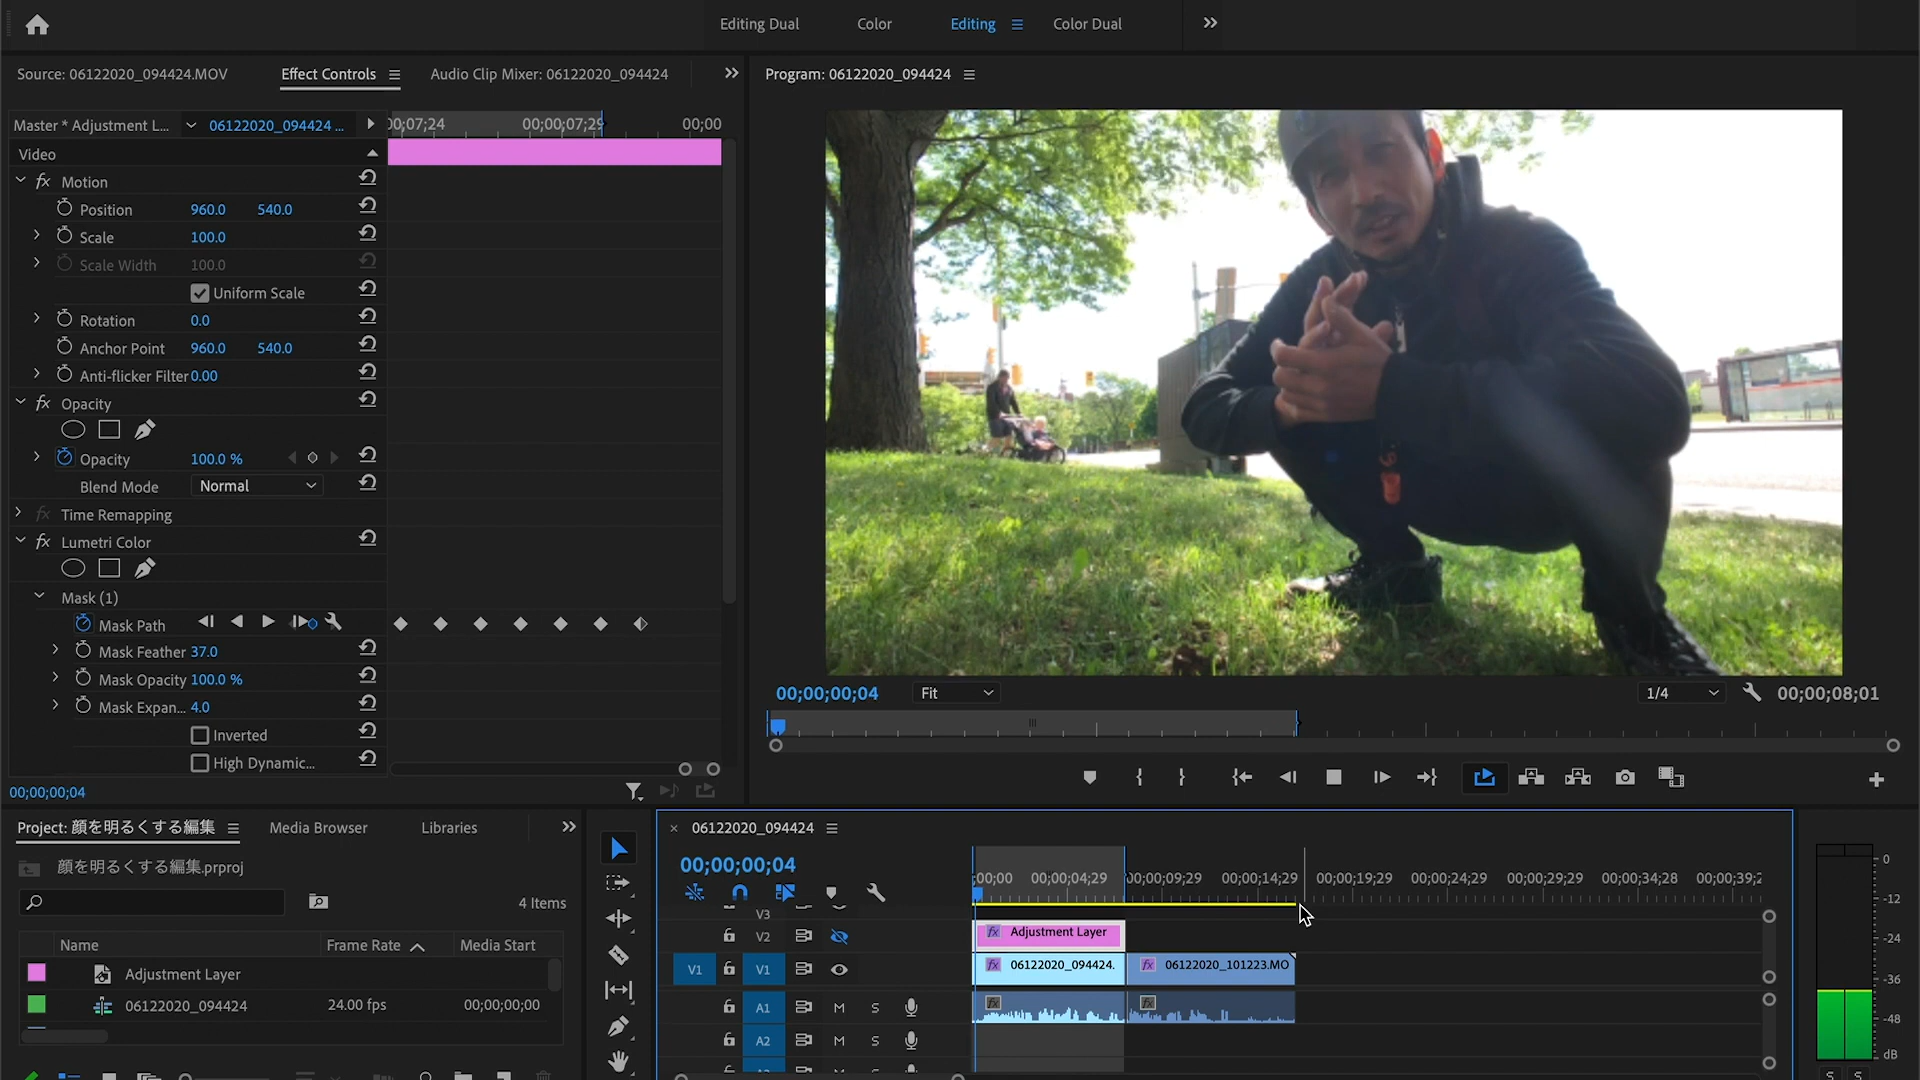 Editing Dual
Color
Editing
Color Dual
Source: 06122020_094424.MOV
Effect Controls
Audio Clip Mixer: 06122020_094424
Program: 06122020_094424
Master * Adjustment L...
06122020_094424 ...
00;00;07;29
00;00
Video
Motion
Position 960.0 540.0
Scale 100.0
Scale Width 100.0
Uniform Scale
Rotation 0.0
Anchor Point 960.0 540.0
Anti-flicker Filter 0.00
Opacity
Opacity 100.0 %
Blend Mode Normal
Time Remapping
Lumetri Color
Mask (1)
Mask Path
Mask Feather 37.0
Mask Opacity 100.0 %
Mask Expan... 4.0
Inverted
High Dynamic...
00;00;00;04
00;00;00;04
Fit
1/4
00;00;08;01
Project: 顔を明るくする編集
Media Browser
Libraries
顔を明るくする編集.prproj
4 Items
Name
Frame Rate
Media Start
Adjustment Layer
06122020_094424
24.00 fps
00;00;00;00
06122020_094424
00;00;00;04
;00;00
00;00;04;29
00;00;09;29
00;00;14;29
00;00;19;29
00;00;24;29
00;00;29;29
00;00;34;28
00;00;39;2
V3
V2
Adjustment Layer
V1
V1
06122020_094424.
06122020_101223.MO
A1
M
S
A2
M
S
0
-12
-24
-36
-48
dB
S
S